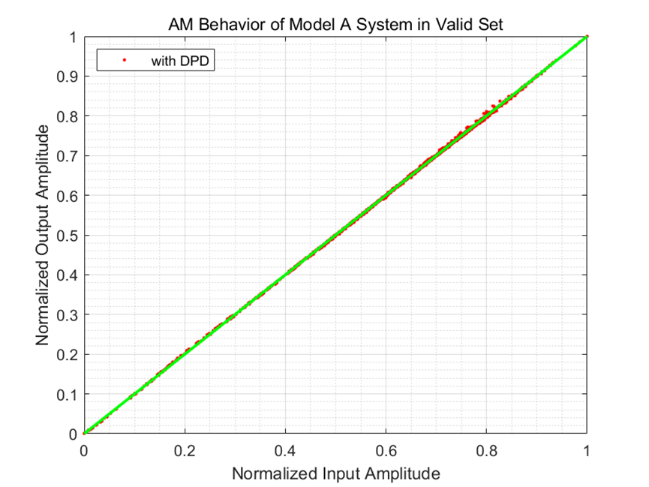 AM Behavior of Model A System in Valid Set
with DPD
Normalized Output Amplitude
1
0.9
0.8
0.7
0.6
0.5
0.4
0.3
0.2
0.1
0
0 0.2 0.4 0.6 0.8 1
Normalized Input Amplitude